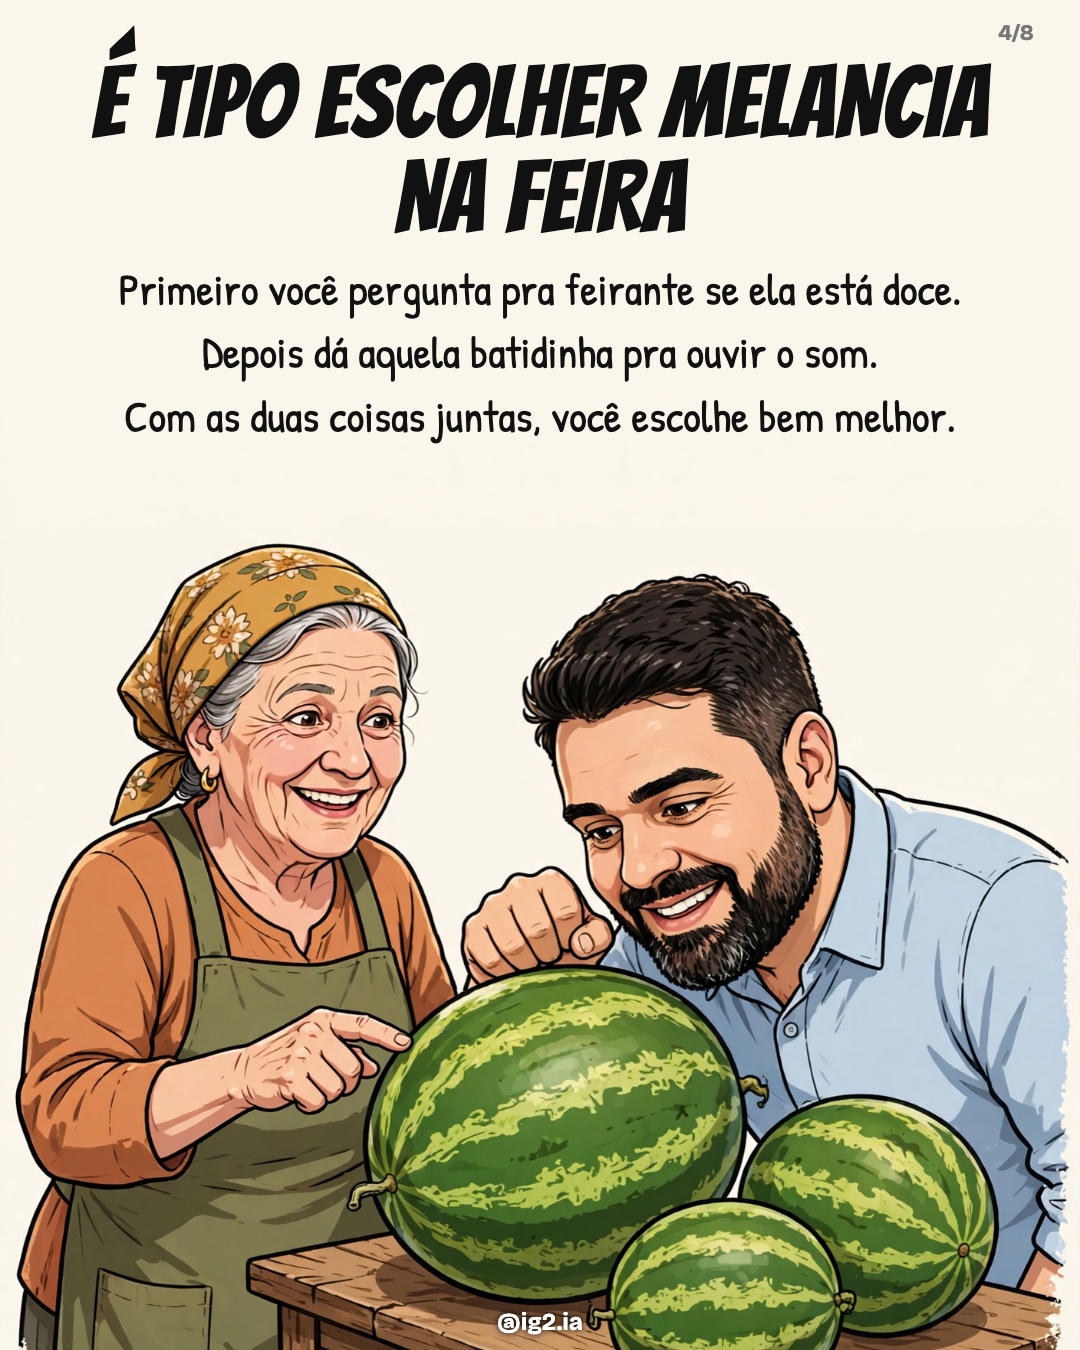 4/8
É TIPO ESCOLHER MELANCIA
NA FEIRA
Primeiro você pergunta pra feirante se ela está doce.
Depois dá aquela batidinha pra ouvir o som.
Com as duas coisas juntas, você escolhe bem melhor.
@ig2.ia